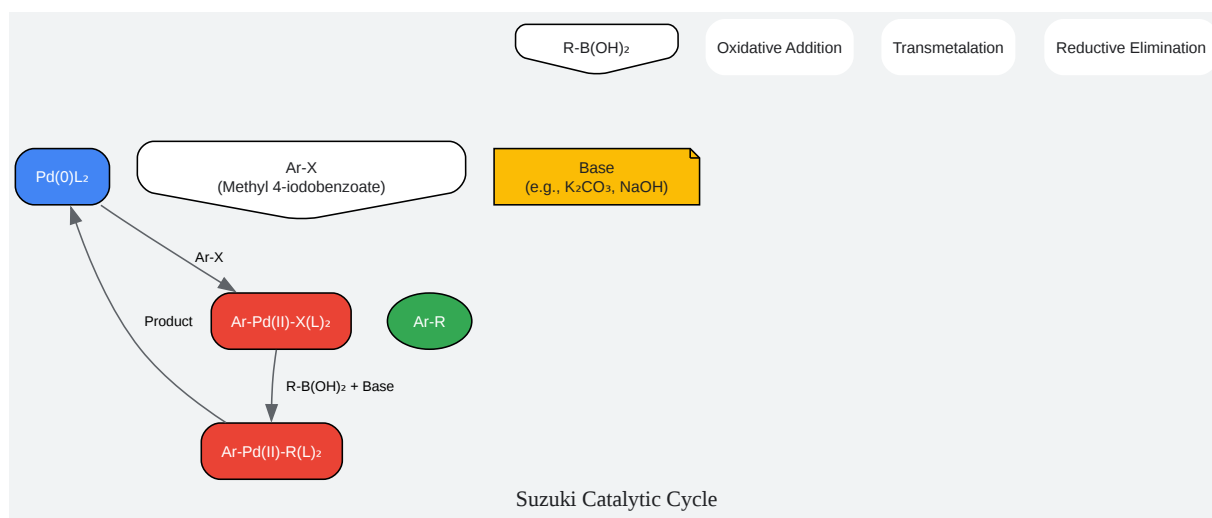 R-B(OH)₂
Oxidative Addition
Transmetalation
Reductive Elimination
Pd(0)L₂
Ar-X
(Methyl 4-iodobenzoate)
Base
(e.g., K₂CO₃, NaOH)
Ar-X
Product
Ar-Pd(II)-X(L)₂
Ar-R
R-B(OH)₂ + Base
Ar-Pd(II)-R(L)₂
Suzuki Catalytic Cycle